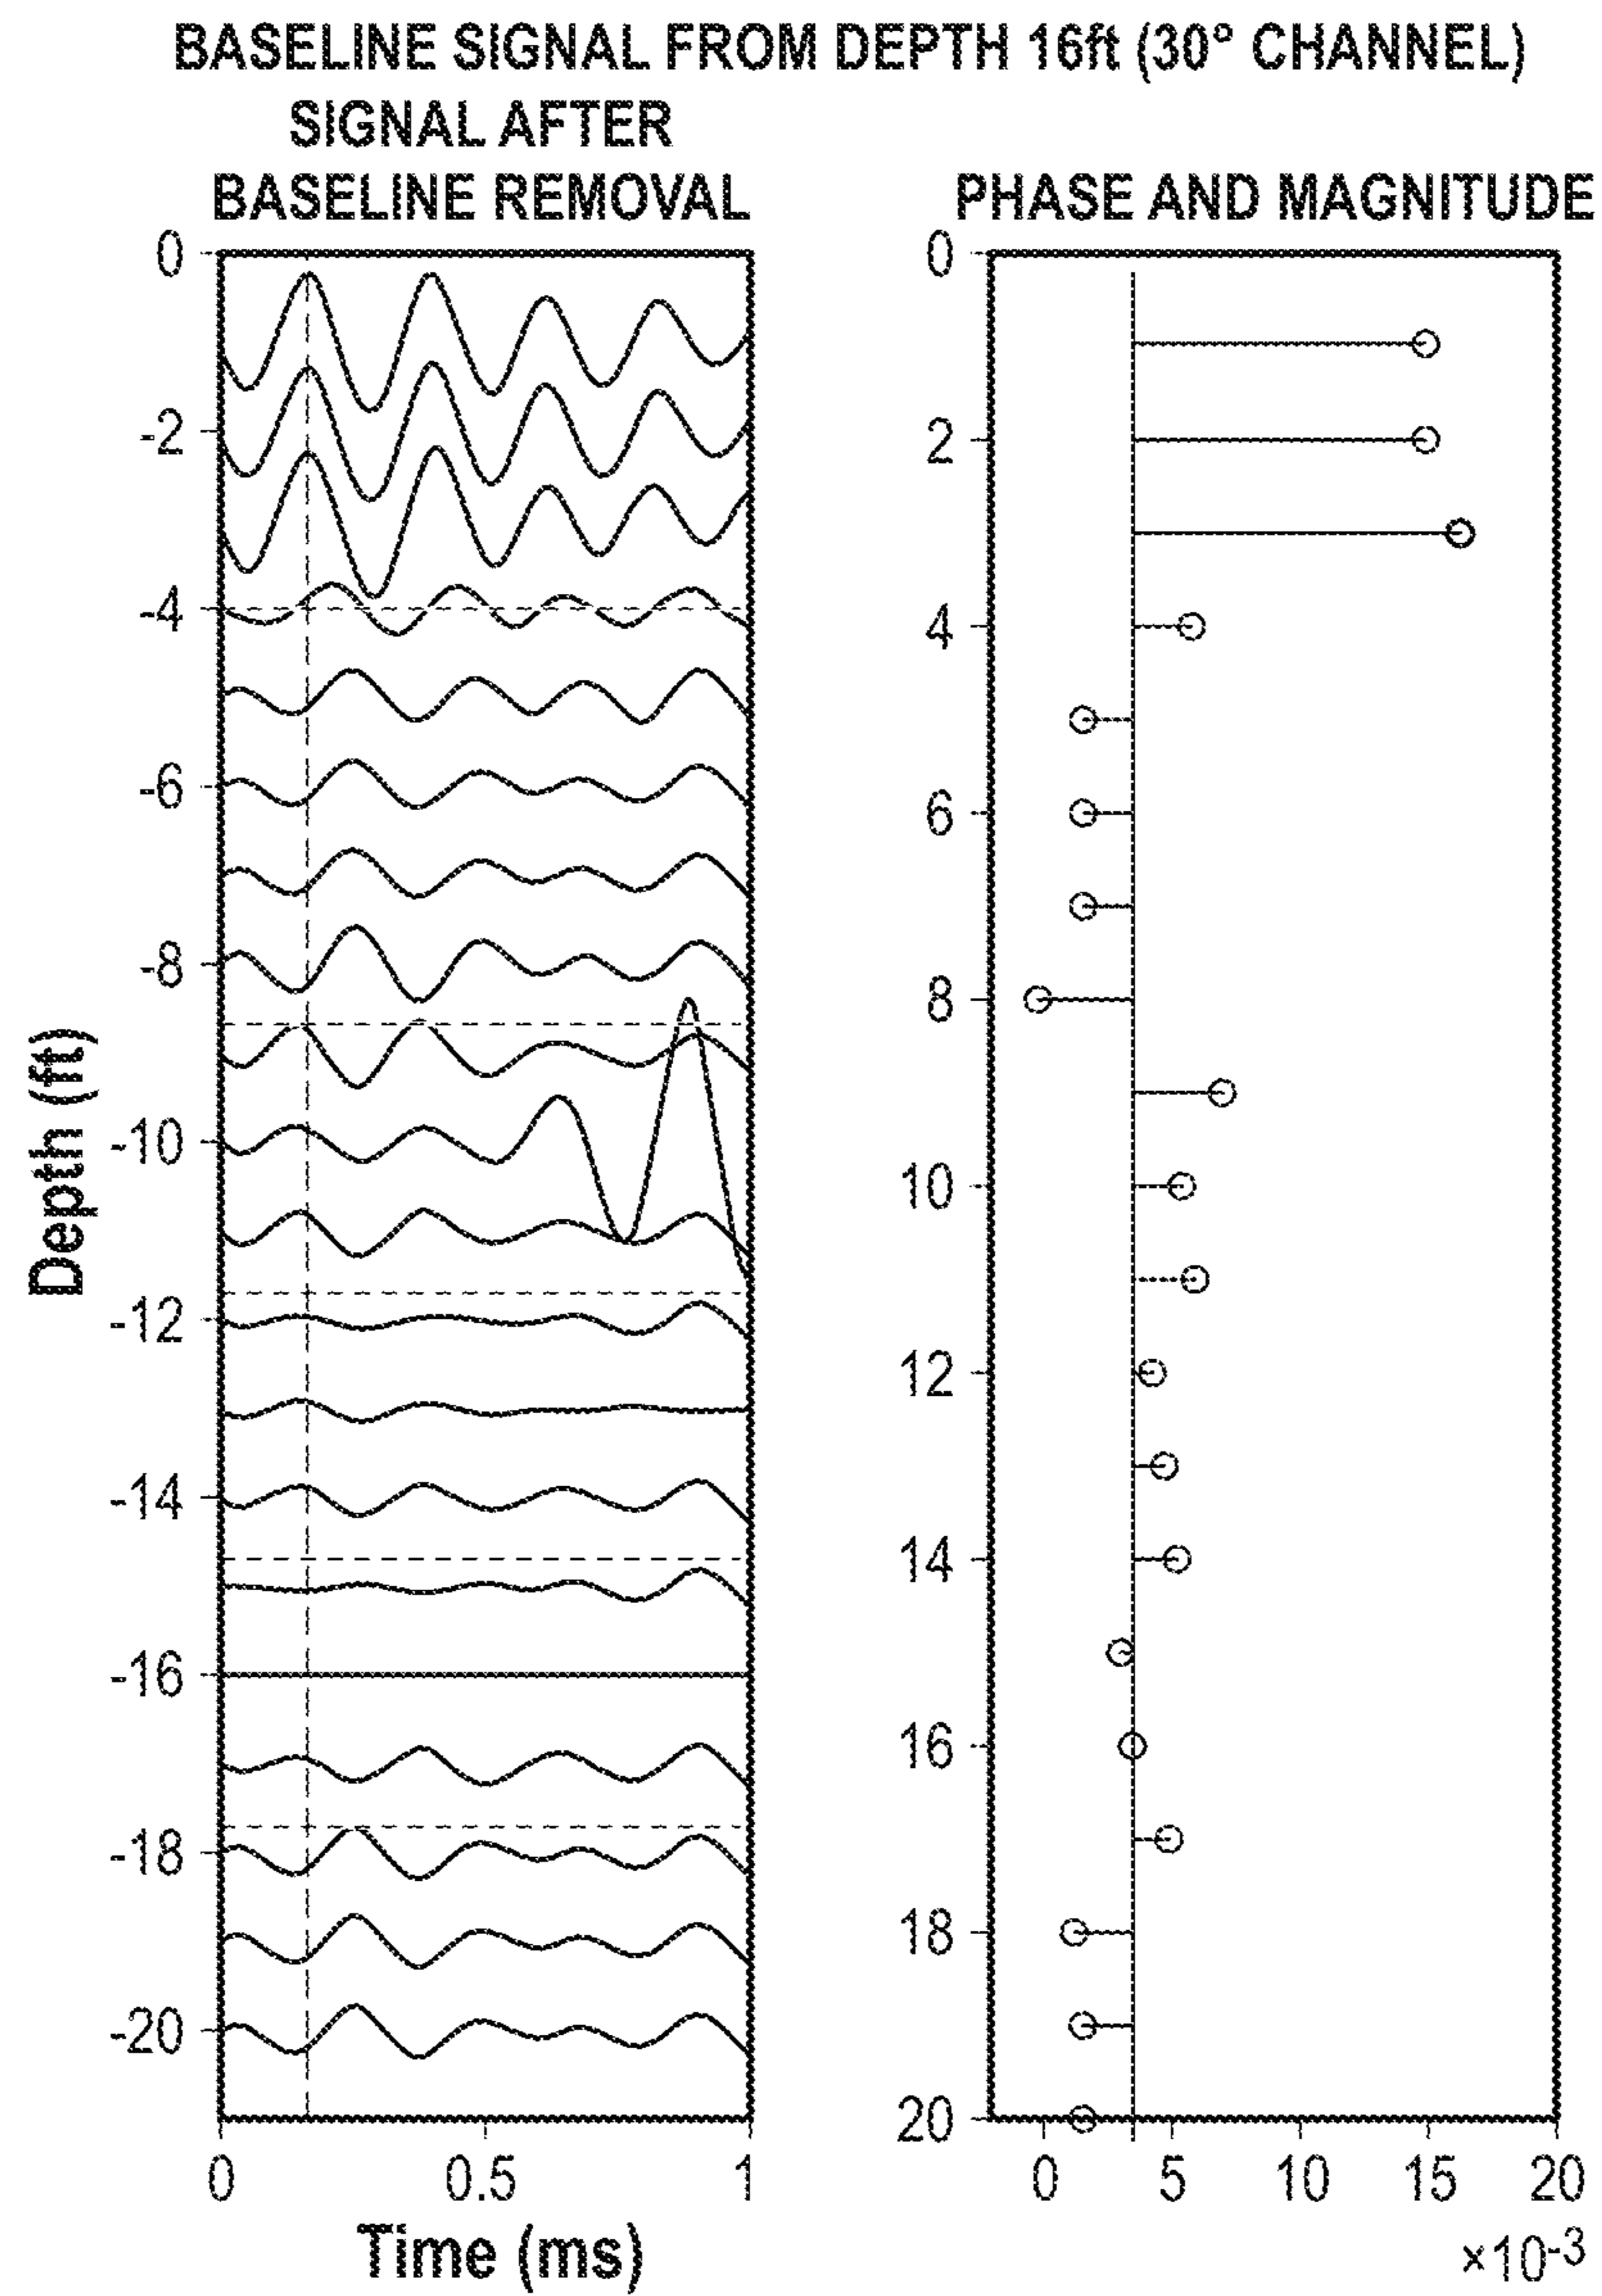 BASELINE SIGNAL FROM DEPTH 16ft (30° CHANNEL)
SIGNAL AFTER
BASELINE REMOVAL
PHASE AND MAGNITUDE
0
-2
-4
-6
-8
-10
-12
-14
-16
-18
-20
Depth (ft)
0 0.5 1
Time (ms)
0
2
4
6
8
10
12
14
16
18
20
0 5 10 15 20
×10-3